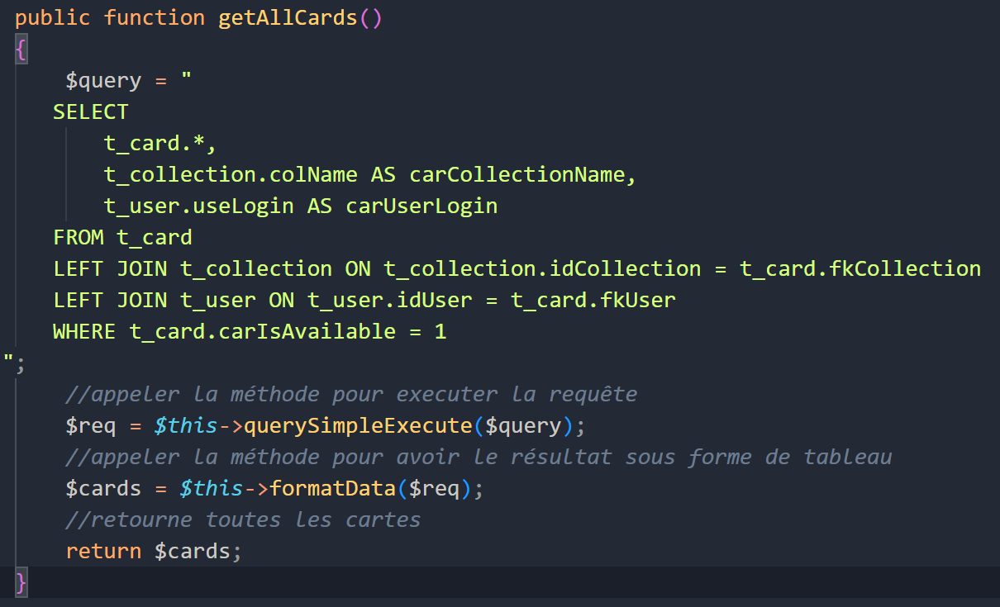 public function getAllCards()
{
$query = "
SELECT
t_card.*,
t_collection.colName AS carCollectionName,
t_user.useLogin AS carUserLogin
FROM t_card
LEFT JOIN t_collection ON t_collection.idCollection = t_card.fkCollection
LEFT JOIN t_user ON t_user.idUser = t_card.fkUser
WHERE t_card.carIsAvailable = 1
";
//appeler la méthode pour executer la requête
$req = $this->querySimpleExecute($query);
//appeler la méthode pour avoir le résultat sous forme de tableau
$cards = $this->formatData($req);
//retourne toutes les cartes
return $cards;
}